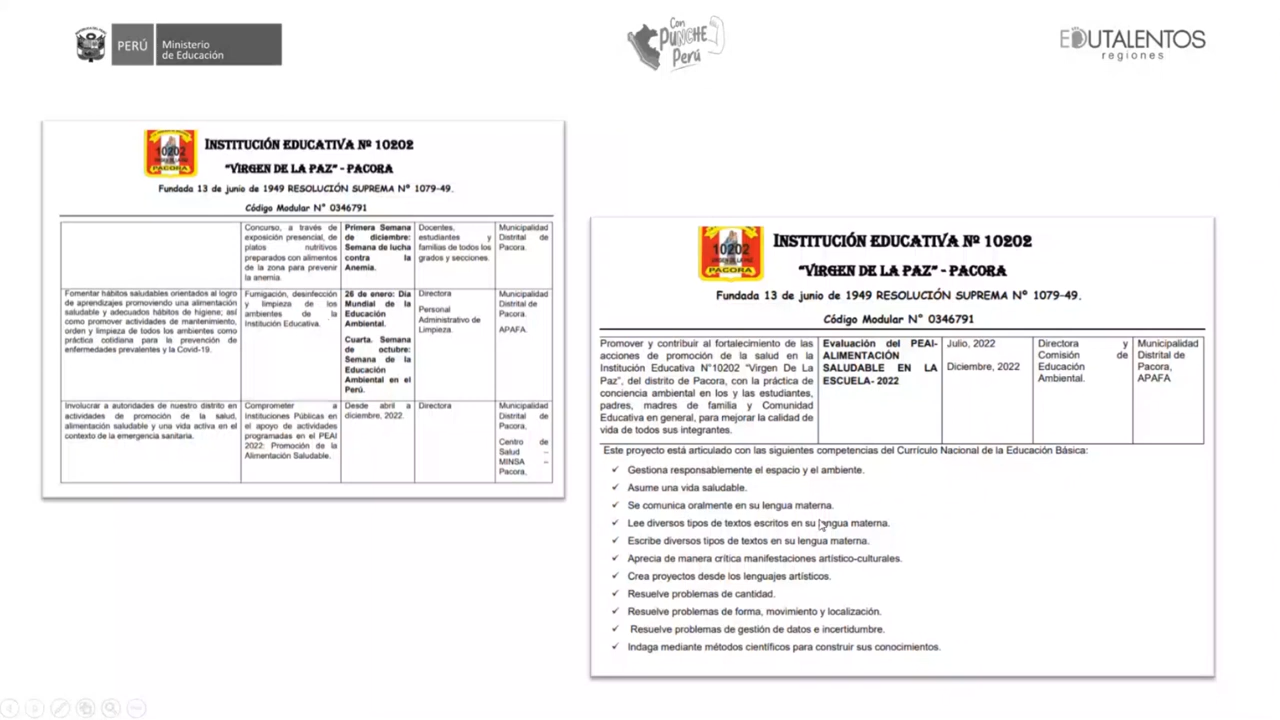 PERÚ
Ministerio
de Educación
Con
PUNCHE
Perú
EDUTALENTOS
regiones
10202
PACORA
INSTITUCIÓN EDUCATIVA Nº 10202
"VIRGEN DE LA PAZ" - PACORA
Fundada 13 de junio de 1949 RESOLUCIÓN SUPREMA Nº 1079-49.
Código Modular N° 0346791
Concurso, a través de
exposición presencial, de
platos nutritivos
preparados con alimentos
de la zona para prevenir
la anemia.
Primera Semana
de diciembre:
Semana de lucha
contra la
Anemia.
Docentes,
estudiantes y
familias de todos los
grados y secciones.
Municipalidad
Distrital de
Pacora.
Fomentar hábitos saludables orientados al logro
de aprendizajes promoviendo una alimentación
saludable y adecuados hábitos de higiene; así
como promover actividades de mantenimiento,
orden y limpieza de todos los ambientes como
práctica cotidiana para la prevención de
enfermedades prevalentes y la Covid-19.
Fumigación, desinfección
y limpieza de los
ambientes de la
Institución Educativa.
26 de enero: Día
Mundial de la
Educación
Ambiental.
Cuarta. Semana
de octubre:
Semana de la
Educación
Ambiental en el
Perú.
Directora
Personal
Administrativo de
Limpieza.
Municipalidad
Distrital de
Pacora.
APAFA.
Involucrar a autoridades de nuestro distrito en
actividades de promoción de la salud,
alimentación saludable y una vida activa en el
contexto de la emergencia sanitaria.
Comprometer a
Instituciones Públicas en
el apoyo de actividades
programadas en el PEAI
2022: Promoción de la
Alimentación Saludable.
Desde abril a
diciembre, 2022.
Directora
Municipalidad
Distrital de
Pacora.
Centro de
Salud –
MINSA –
Pacora,
10202
PACORA
INSTITUCIÓN EDUCATIVA Nº 10202
"VIRGEN DE LA PAZ" - PACORA
Fundada 13 de junio de 1949 RESOLUCIÓN SUPREMA Nº 1079-49.
Código Modular N° 0346791
Promover y contribuir al fortalecimiento de las
acciones de promoción de la salud en la
Institución Educativa N°10202 "Virgen De La
Paz", del distrito de Pacora, con la práctica de
conciencia ambiental en los y las estudiantes,
padres, madres de familia y Comunidad
Educativa en general, para mejorar la calidad de
vida de todos sus integrantes.
Evaluación del PEAI-
ALIMENTACIÓN
SALUDABLE EN LA
ESCUELA- 2022
Julio, 2022
Diciembre, 2022
Directora y
Comisión de
Educación
Ambiental.
Municipalidad
Distrital de
Pacora,
APAFA
Este proyecto está articulado con las siguientes competencias del Currículo Nacional de la Educación Básica:
✓ Gestiona responsablemente el espacio y el ambiente.
✓ Asume una vida saludable.
✓ Se comunica oralmente en su lengua materna.
✓ Lee diversos tipos de textos escritos en su lengua materna.
✓ Escribe diversos tipos de textos en su lengua materna.
✓ Aprecia de manera crítica manifestaciones artístico-culturales.
✓ Crea proyectos desde los lenguajes artísticos.
✓ Resuelve problemas de cantidad.
✓ Resuelve problemas de forma, movimiento y localización.
✓ Resuelve problemas de gestión de datos e incertidumbre.
✓ Indaga mediante métodos científicos para construir sus conocimientos.